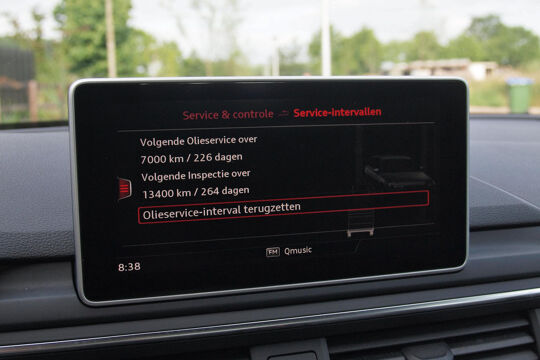 Service & controle Service-intervallen
Volgende Olieservice over
7000 km / 226 dagen
Volgende Inspectie over
13400 km / 264 dagen
Olieservice-interval terugzetten
FM Qmusic
8:38